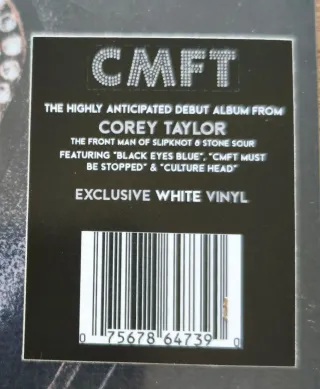 CMFT
THE HIGHLY ANTICIPATED DEBUT ALBUM FROM
COREY TAYLOR
THE FRONT MAN OF SLIPKNOT & STONE SOUR
FEATURING "BLACK EYES BLUE", "CMFT MUST
BE STOPPED" & "CULTURE HEAD"
EXCLUSIVE WHITE VINYL
0 75678 64739 0